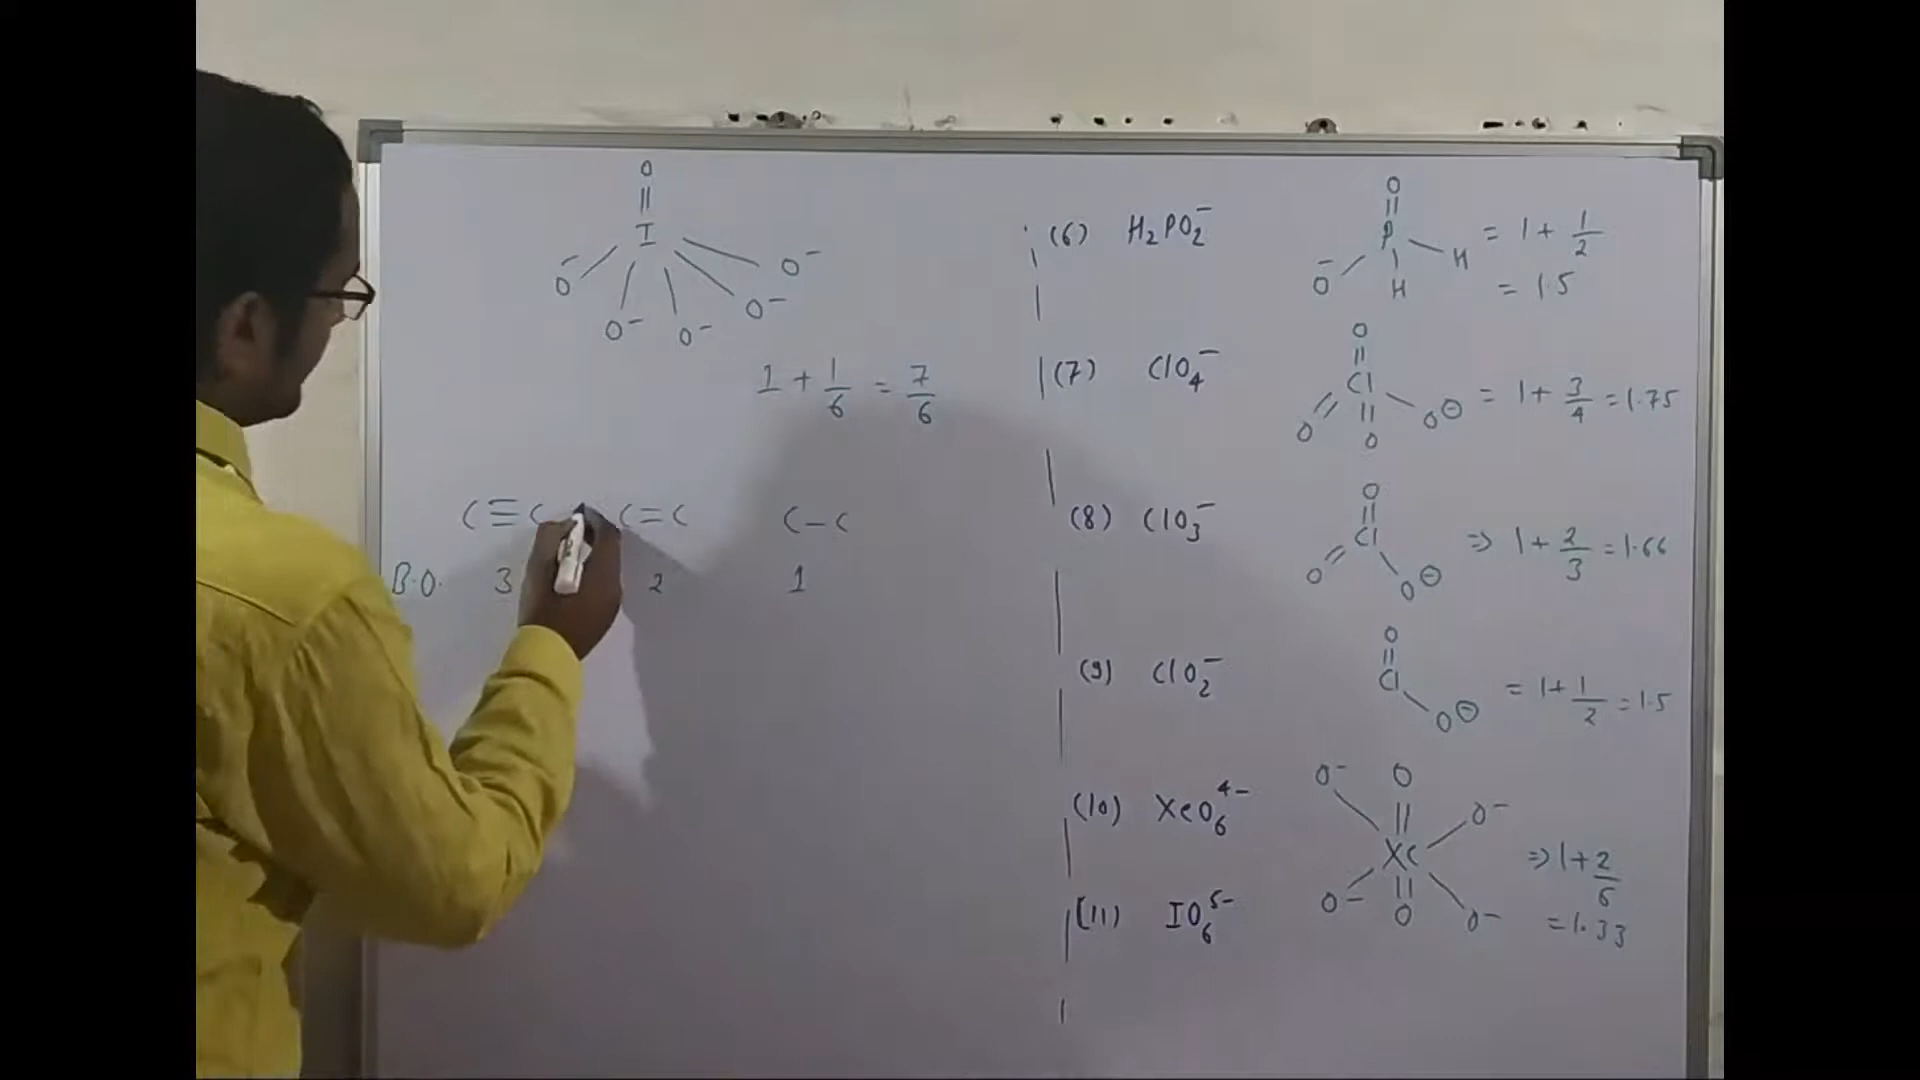 O
||
I
O⁻ O⁻ O⁻ O⁻ O⁻
1 + 1/6 = 7/6
C≡C C=C C–C
B.O. 3 2 1
(6) H₂PO₂⁻
O
||
P
O⁻ H H
= 1 + 1/2
= 1.5
(7) ClO₄⁻
O
||
Cl
O O O⊖
= 1 + 3/4 = 1.75
(8) ClO₃⁻
O
||
Cl
O O⊖
⇒ 1 + 2/3 = 1.66
(9) ClO₂⁻
O
||
Cl
O⊖
= 1 + 1/2 = 1.5
(10) XeO₆⁴⁻
O⁻ O O⁻
Xe
O⁻ O O⁻
⇒ 1 + 2/6
= 1.33
(11) IO₆⁵⁻